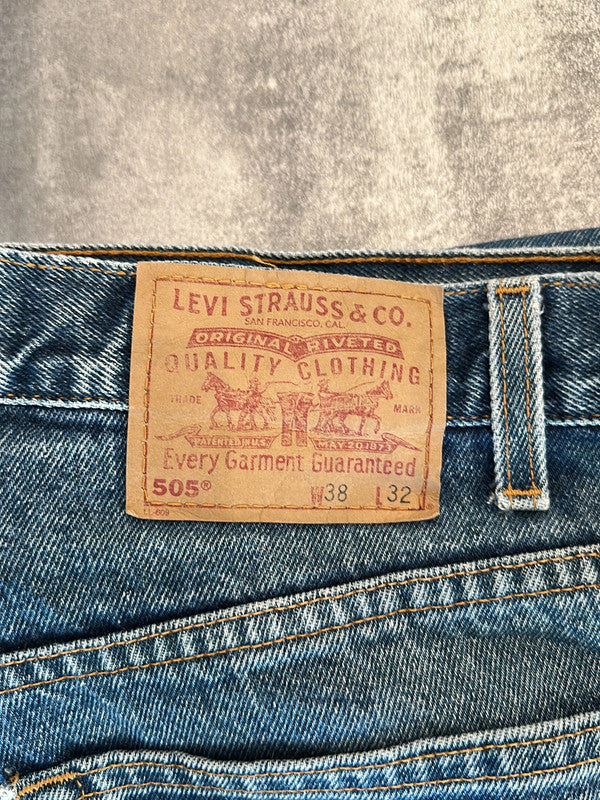 LEVI STRAUSS & CO.
SAN FRANCISCO, CAL.
ORIGINAL RIVETED
QUALITY CLOTHING
TRADE MARK
PATENTED IN U.S. MAY 20 1873
Every Garment Guaranteed
505® W38 L32